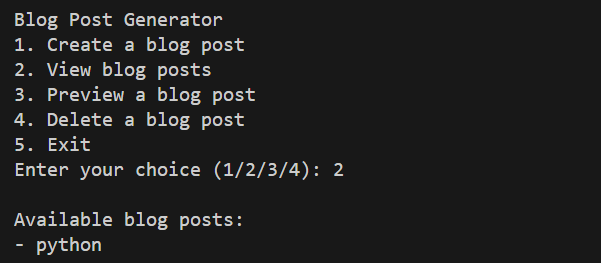 Blog Post Generator
1. Create a blog post
2. View blog posts
3. Preview a blog post
4. Delete a blog post
5. Exit
Enter your choice (1/2/3/4): 2
Available blog posts:
- python